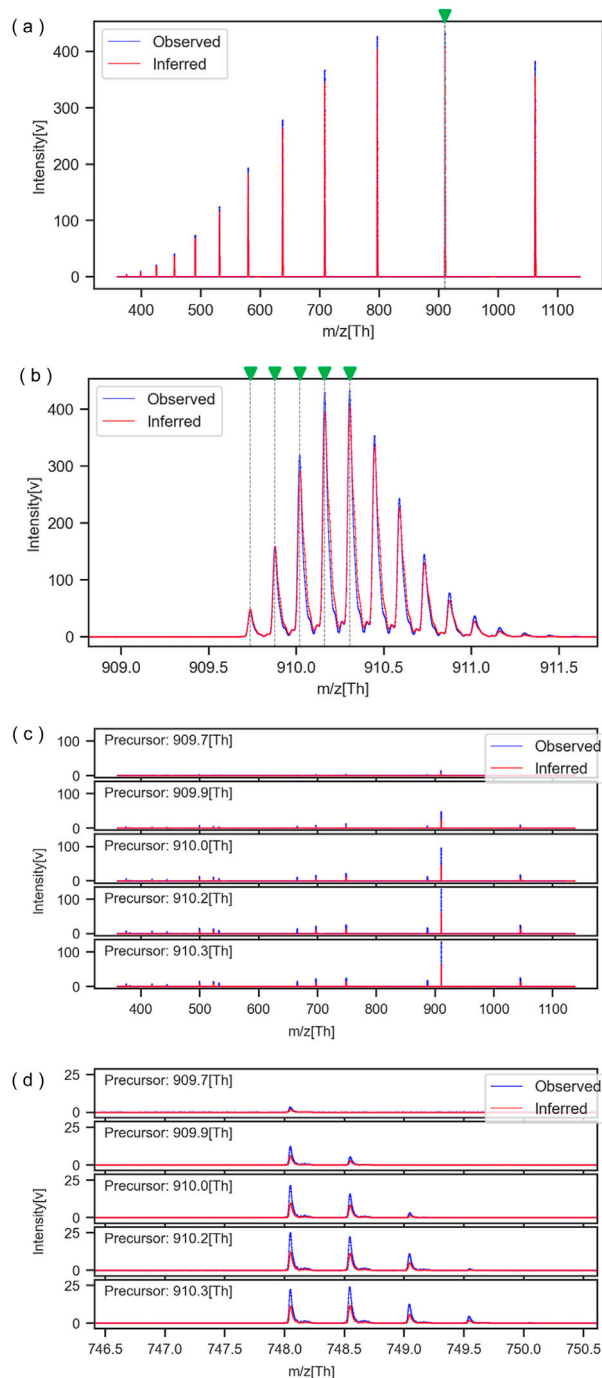 ( a )
Observed
Inferred
400
300
200
100
0
Intensity[v]
400 500 600 700 800 900 1000 1100
m/z[Th]
( b )
Observed
Inferred
400
300
200
100
0
Intensity[v]
909.0 909.5 910.0 910.5 911.0 911.5
m/z[Th]
( c )
Precursor: 909.7[Th]
Observed
Inferred
100
0
Precursor: 909.9[Th]
100
0
Precursor: 910.0[Th]
100
0
Intensity[v]
Precursor: 910.2[Th]
100
0
Precursor: 910.3[Th]
100
0
400 500 600 700 800 900 1000 1100
m/z[Th]
( d )
Precursor: 909.7[Th]
Observed
Inferred
25
0
Precursor: 909.9[Th]
25
0
Precursor: 910.0[Th]
25
0
Intensity[v]
Precursor: 910.2[Th]
25
0
Precursor: 910.3[Th]
25
0
746.5 747.0 747.5 748.0 748.5 749.0 749.5 750.0 750.5
m/z[Th]